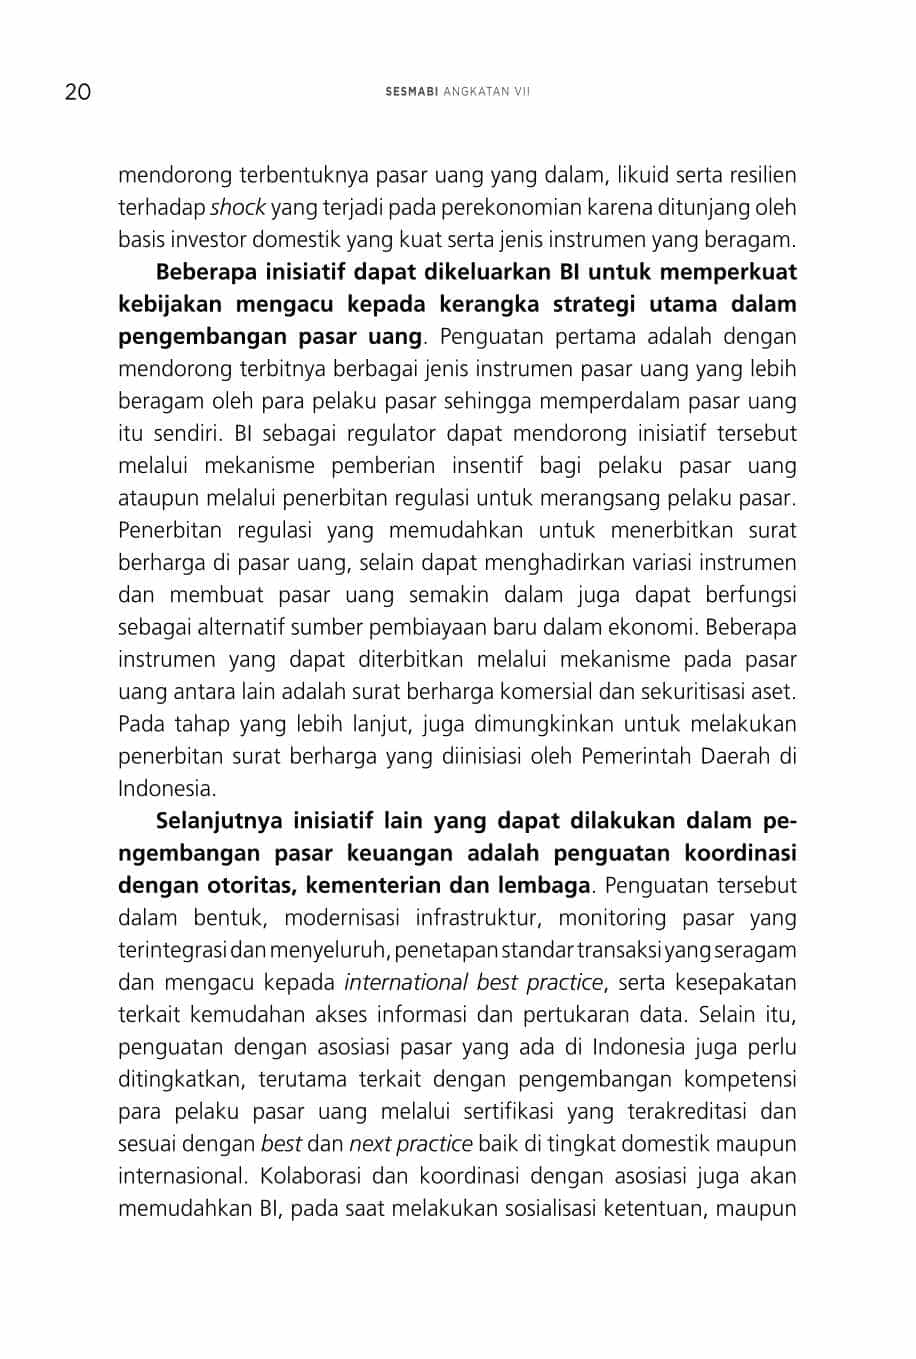 20
SESMABI ANGKATAN VII
mendorong terbentuknya pasar uang yang dalam, likuid serta resilien
terhadap shock yang terjadi pada perekonomian karena ditunjang oleh
basis investor domestik yang kuat serta jenis instrumen yang beragam.
Beberapa inisiatif dapat dikeluarkan BI untuk memperkuat
kebijakan mengacu kepada kerangka strategi utama dalam
pengembangan pasar uang. Penguatan pertama adalah dengan
mendorong terbitnya berbagai jenis instrumen pasar uang yang lebih
beragam oleh para pelaku pasar sehingga memperdalam pasar uang
itu sendiri. BI sebagai regulator dapat mendorong inisiatif tersebut
melalui mekanisme pemberian insentif bagi pelaku pasar uang
ataupun melalui penerbitan regulasi untuk merangsang pelaku pasar.
Penerbitan regulasi yang memudahkan untuk menerbitkan surat
berharga di pasar uang, selain dapat menghadirkan variasi instrumen
dan membuat pasar uang semakin dalam juga dapat berfungsi
sebagai alternatif sumber pembiayaan baru dalam ekonomi. Beberapa
instrumen yang dapat diterbitkan melalui mekanisme pada pasar
uang antara lain adalah surat berharga komersial dan sekuritisasi aset.
Pada tahap yang lebih lanjut, juga dimungkinkan untuk melakukan
penerbitan surat berharga yang diinisiasi oleh Pemerintah Daerah di
Indonesia.
Selanjutnya inisiatif lain yang dapat dilakukan dalam pe-
ngembangan pasar keuangan adalah penguatan koordinasi
dengan otoritas, kementerian dan lembaga. Penguatan tersebut
dalam bentuk, modernisasi infrastruktur, monitoring pasar yang
terintegrasi dan menyeluruh, penetapan standar transaksi yang seragam
dan mengacu kepada international best practice, serta kesepakatan
terkait kemudahan akses informasi dan pertukaran data. Selain itu,
penguatan dengan asosiasi pasar yang ada di Indonesia juga perlu
ditingkatkan, terutama terkait dengan pengembangan kompetensi
para pelaku pasar uang melalui sertifikasi yang terakreditasi dan
sesuai dengan best dan next practice baik di tingkat domestik maupun
internasional. Kolaborasi dan koordinasi dengan asosiasi juga akan
memudahkan BI, pada saat melakukan sosialisasi ketentuan, maupun